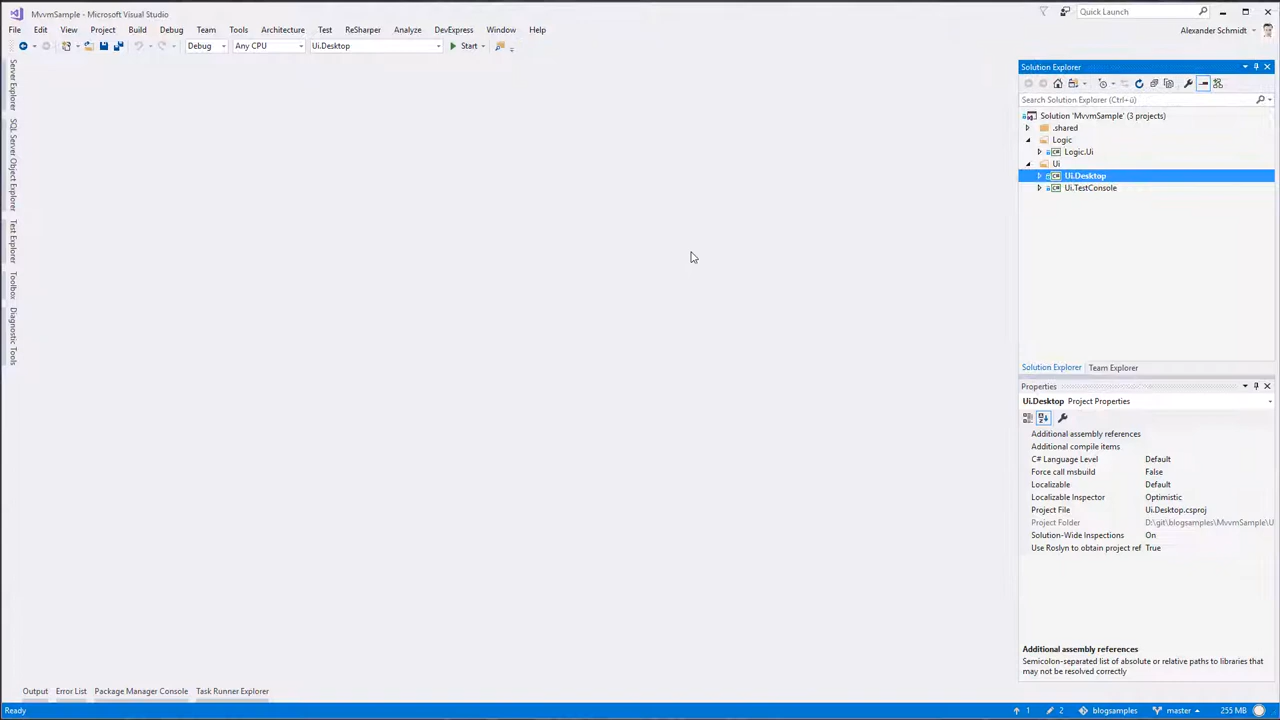 MvvmSample - Microsoft Visual Studio
Quick Launch
File Edit View Project Build Debug Team Tools Architecture Test ReSharper Analyze DevExpress Window Help
Alexander Schmidt
Debug Any CPU Ui.Desktop Start
Server Explorer
SQL Server Object Explorer
Test Explorer
Toolbox
Diagnostic Tools
Solution Explorer
Search Solution Explorer (Ctrl+ü)
Solution 'MvvmSample' (3 projects)
.shared
Logic
Logic.Ui
Ui
Ui.Desktop
Ui.TestConsole
Solution Explorer Team Explorer
Properties
Ui.Desktop Project Properties
Additional assembly references
Additional compile items
C# Language Level Default
Force call msbuild False
Localizable Default
Localizable Inspector Optimistic
Project File Ui.Desktop.csproj
Project Folder D:\git\blogsamples\MvvmSample\U
Solution-Wide Inspections On
Use Roslyn to obtain project ref True
Additional assembly references
Semicolon-separated list of absolute or relative paths to libraries that
may not be resolved correctly
Output Error List Package Manager Console Task Runner Explorer
Ready 1 2 blogsamples master 255 MB